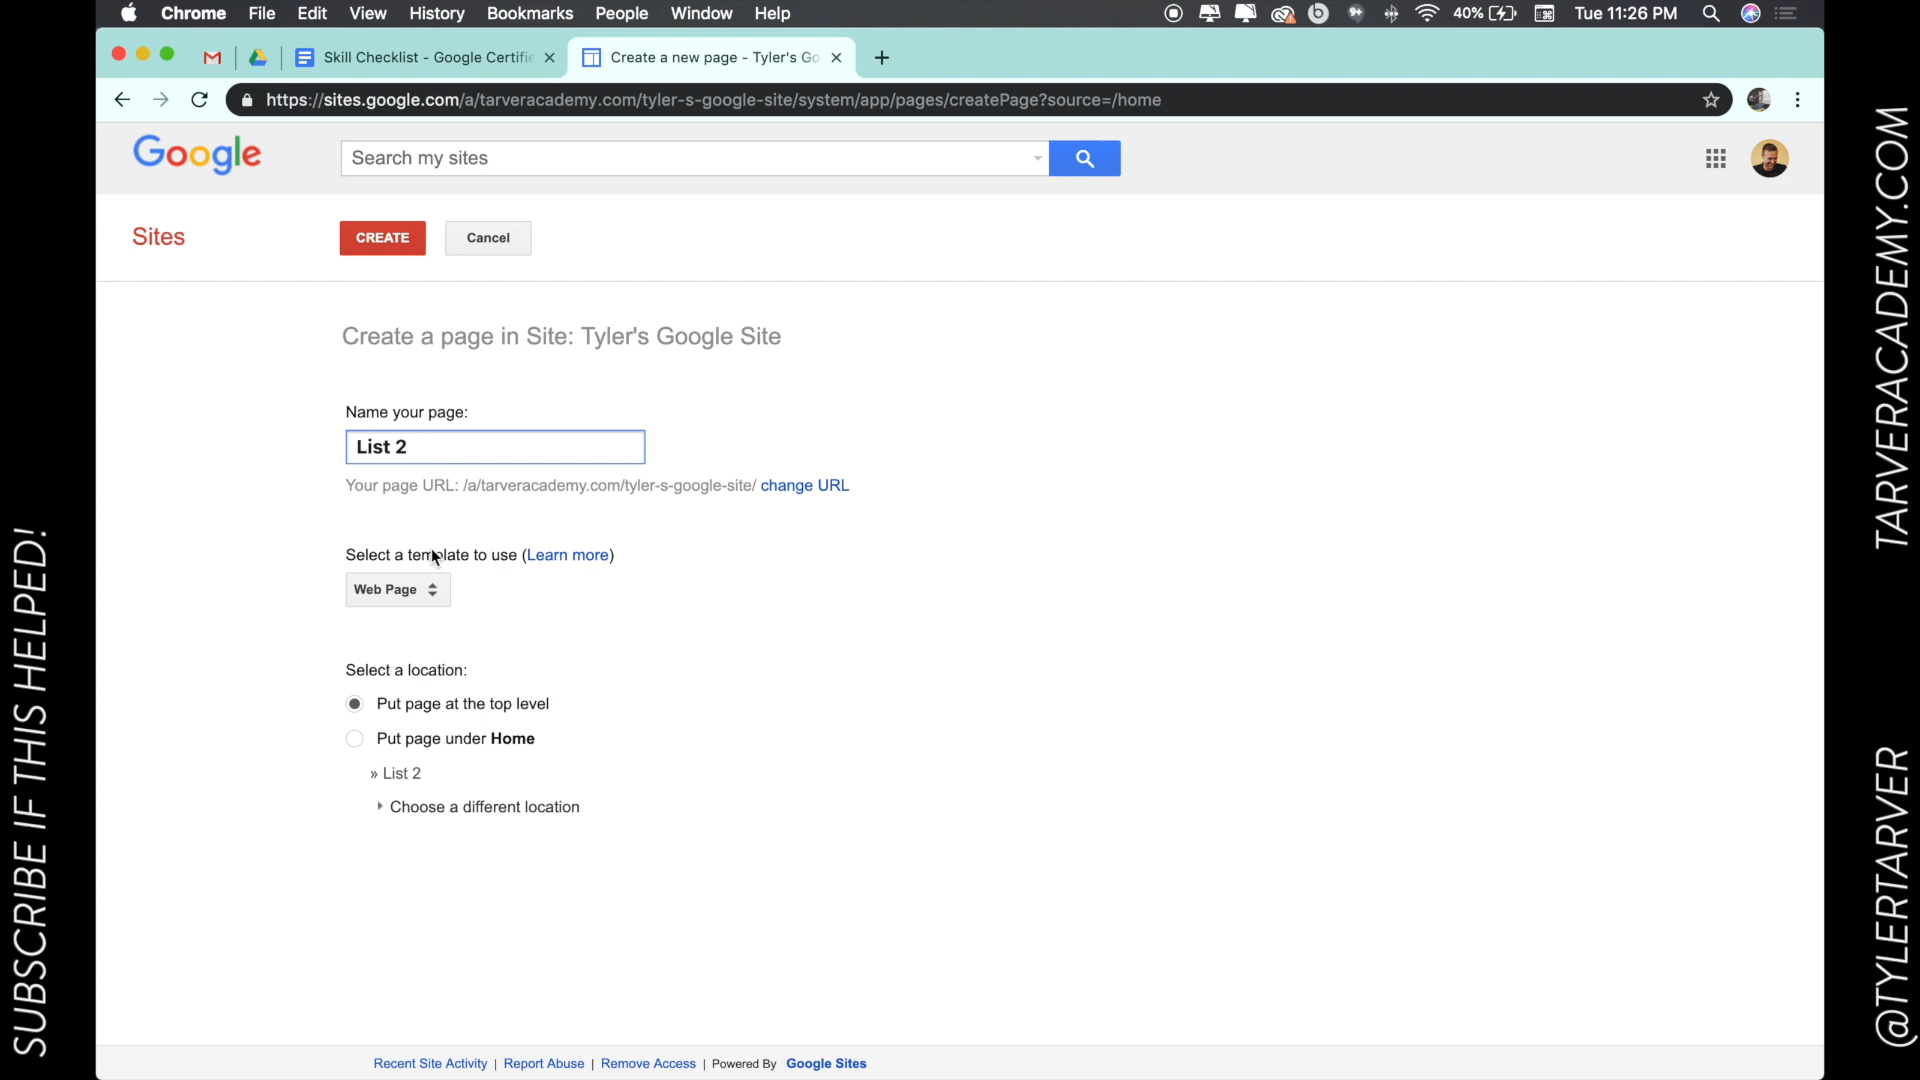 Chrome File Edit View History Bookmarks People Window Help 40% Tue 11:26 PM
Skill Checklist - Google Certifie
Create a new page - Tyler's Go
https://sites.google.com/a/tarveracademy.com/tyler-s-google-site/system/app/pages/createPage?source=/home
Google
Search my sites
Sites
CREATE
Cancel
Create a page in Site: Tyler's Google Site
Name your page:
List 2
Your page URL: /a/tarveracademy.com/tyler-s-google-site/ change URL
Select a template to use (Learn more)
Web Page
Select a location:
Put page at the top level
Put page under Home
» List 2
Choose a different location
Recent Site Activity | Report Abuse | Remove Access | Powered By Google Sites
SUBSCRIBE IF THIS HELPED!
TARVERACADEMY.COM
@TYLERTARVER